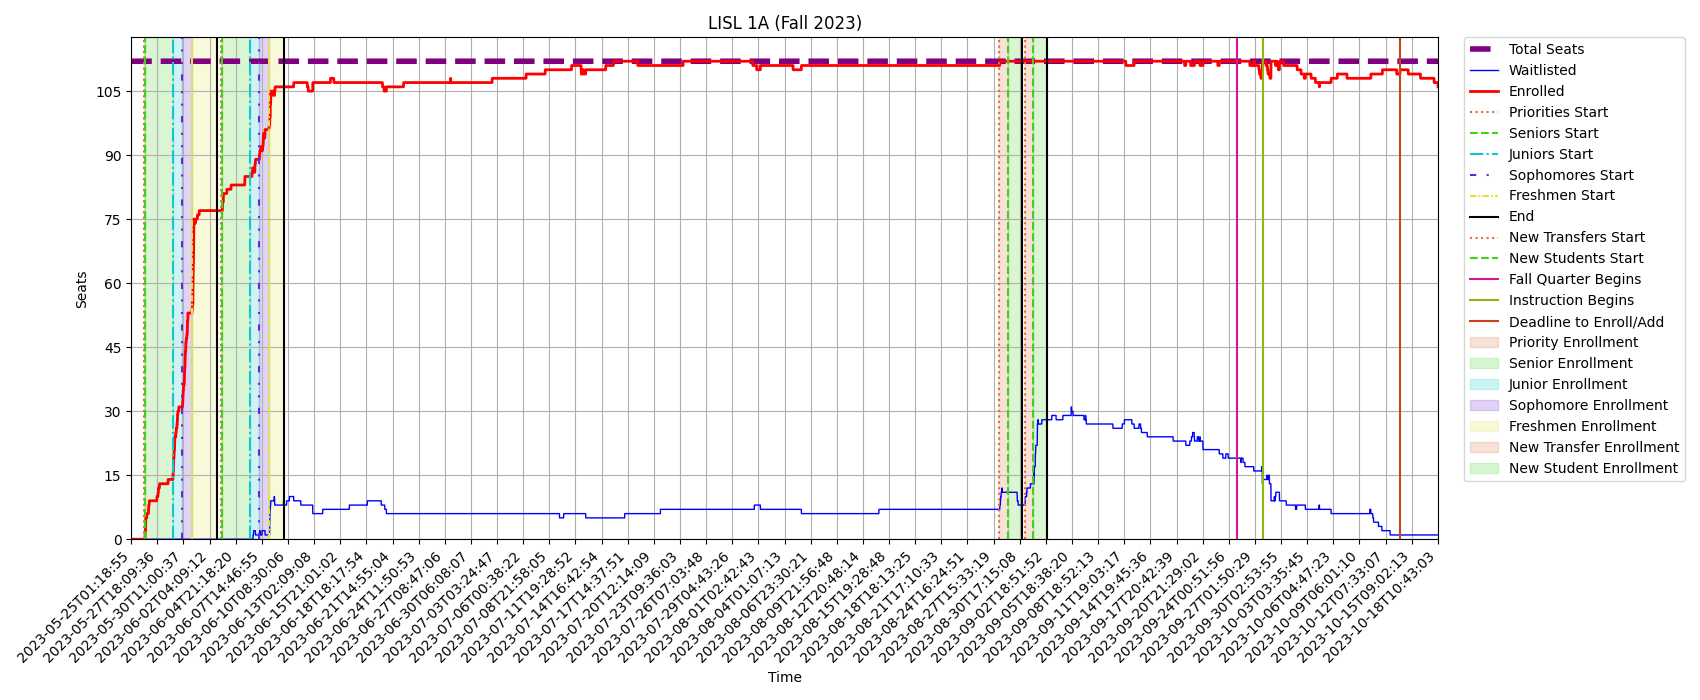 LISL 1A (Fall 2023)
Seats
105
90
75
60
45
30
15
0
2023-05-25T01:18:55
2023-05-27T18:09:36
2023-05-30T11:00:37
2023-06-02T04:09:12
2023-06-04T21:18:20
2023-06-07T14:46:55
2023-06-10T08:30:06
2023-06-13T02:09:08
2023-06-15T21:01:02
2023-06-18T18:17:54
2023-06-21T14:55:04
2023-06-24T11:50:53
2023-06-27T08:47:06
2023-06-30T06:08:07
2023-07-03T03:24:47
2023-07-06T00:38:22
2023-07-08T21:58:05
2023-07-11T19:28:52
2023-07-14T16:42:54
2023-07-17T14:37:51
2023-07-20T12:14:09
2023-07-23T09:36:03
2023-07-26T07:03:48
2023-07-29T04:43:26
2023-08-01T02:42:43
2023-08-04T01:07:13
2023-08-06T23:30:21
2023-08-09T21:56:48
2023-08-12T20:48:14
2023-08-15T19:28:48
2023-08-18T18:13:25
2023-08-21T17:10:33
2023-08-24T16:24:51
2023-08-27T15:33:19
2023-08-30T17:15:08
2023-09-02T18:51:52
2023-09-05T18:38:20
2023-09-08T18:52:13
2023-09-11T19:03:17
2023-09-14T19:45:36
2023-09-17T20:42:39
2023-09-20T21:29:02
2023-09-24T00:51:56
2023-09-27T01:50:29
2023-09-30T02:53:55
2023-10-03T03:35:45
2023-10-06T04:47:23
2023-10-09T06:01:10
2023-10-12T07:33:07
2023-10-15T09:02:13
2023-10-18T10:43:03
Time
Total Seats
Waitlisted
Enrolled
Priorities Start
Seniors Start
Juniors Start
Sophomores Start
Freshmen Start
End
New Transfers Start
New Students Start
Fall Quarter Begins
Instruction Begins
Deadline to Enroll/Add
Priority Enrollment
Senior Enrollment
Junior Enrollment
Sophomore Enrollment
Freshmen Enrollment
New Transfer Enrollment
New Student Enrollment